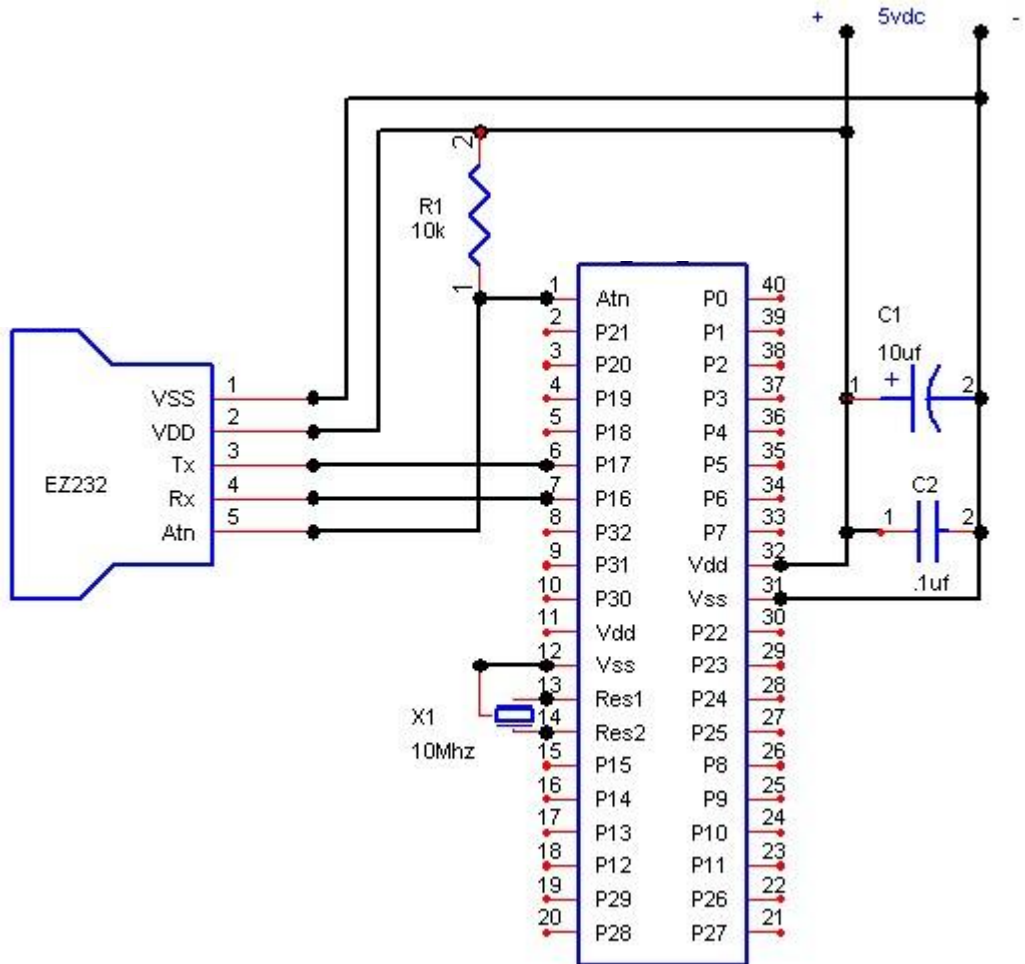 + 5vdc -
2
R1
10k
1
EZ232
VSS 1
VDD 2
Tx 3
Rx 4
Atn 5
1 Atn P0 40
2 P21 P1 39
3 P20 P2 38
4 P19 P3 37
5 P18 P4 36
6 P17 P5 35
7 P16 P6 34
8 P32 P7 33
9 P31 Vdd 32
10 P30 Vss 31
11 Vdd P22 30
12 Vss P23 29
13 Res1 P24 28
14 Res2 P25 27
15 P15 P8 26
16 P14 P9 25
17 P13 P10 24
18 P12 P11 23
19 P29 P26 22
20 P28 P27 21
C1
10uf
1 + 2
C2
1 2
.1uf
X1
10Mhz